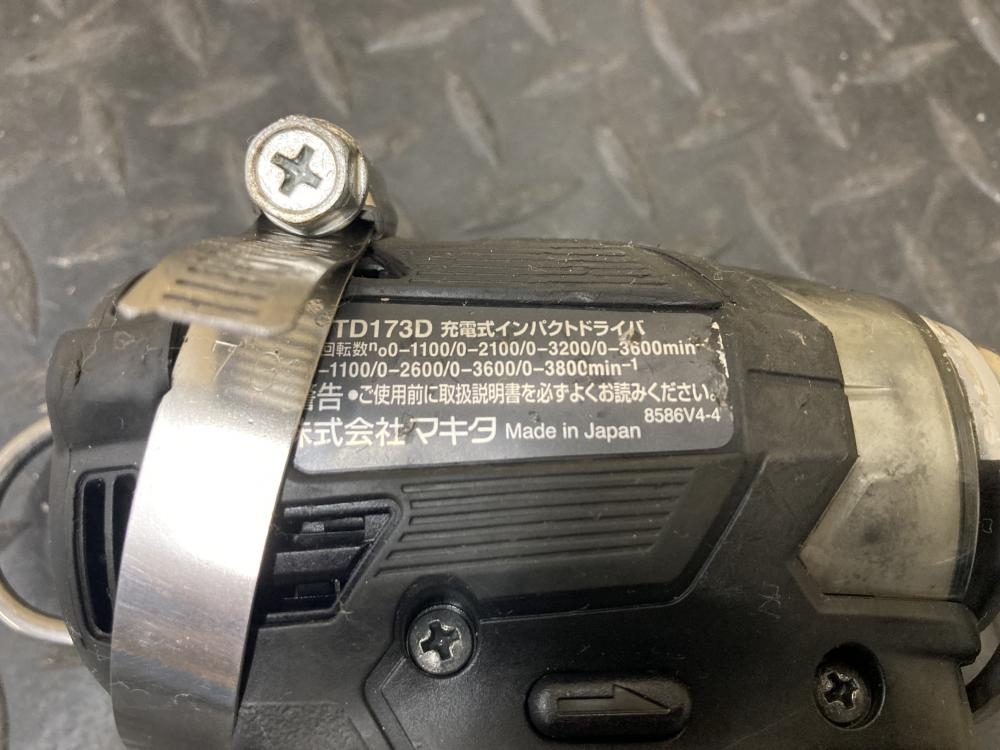 TD173D 充電式インパクトドライバ
回転数n₀0-1100/0-2100/0-3200/0-3600min⁻
-1100/0-2600/0-3600/0-3800min⁻¹
警告 ●ご使用前に取扱説明書を必ずよくお読みください。
8586V4-4
株式会社マキタ Made in Japan